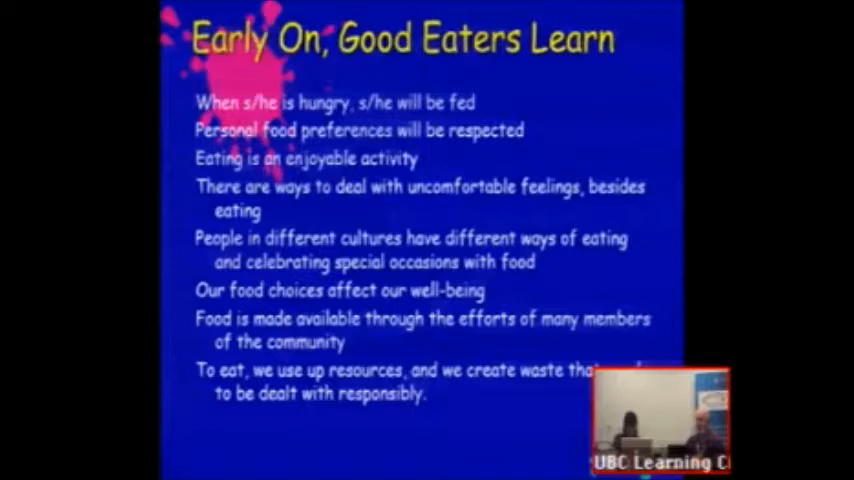 Early On, Good Eaters Learn
When s/he is hungry, s/he will be fed
Personal food preferences will be respected
Eating is an enjoyable activity
There are ways to deal with uncomfortable feelings, besides
eating
People in different cultures have different ways of eating
and celebrating special occasions with food
Our food choices affect our well-being
Food is made available through the efforts of many members
of the community
To eat, we use up resources, and we create waste
to be dealt with responsibly.
UBC Learning